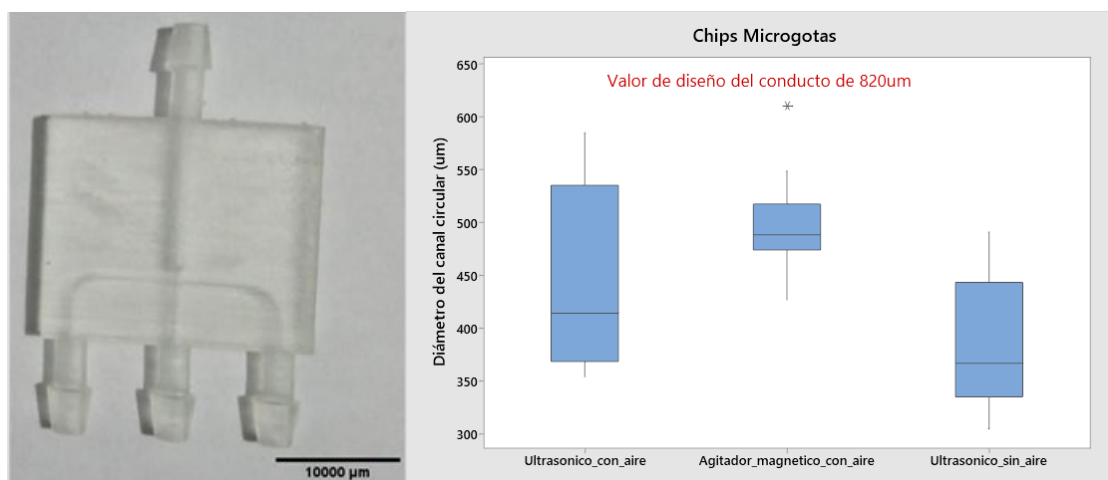 10000 µm
Chips Microgotas
Valor de diseño del conducto de 820um
Diámetro del canal circular (um)
650
600
550
500
450
400
350
300
Ultrasonico_con_aire
Agitador_magnetico_con_aire
Ultrasonico_sin_aire